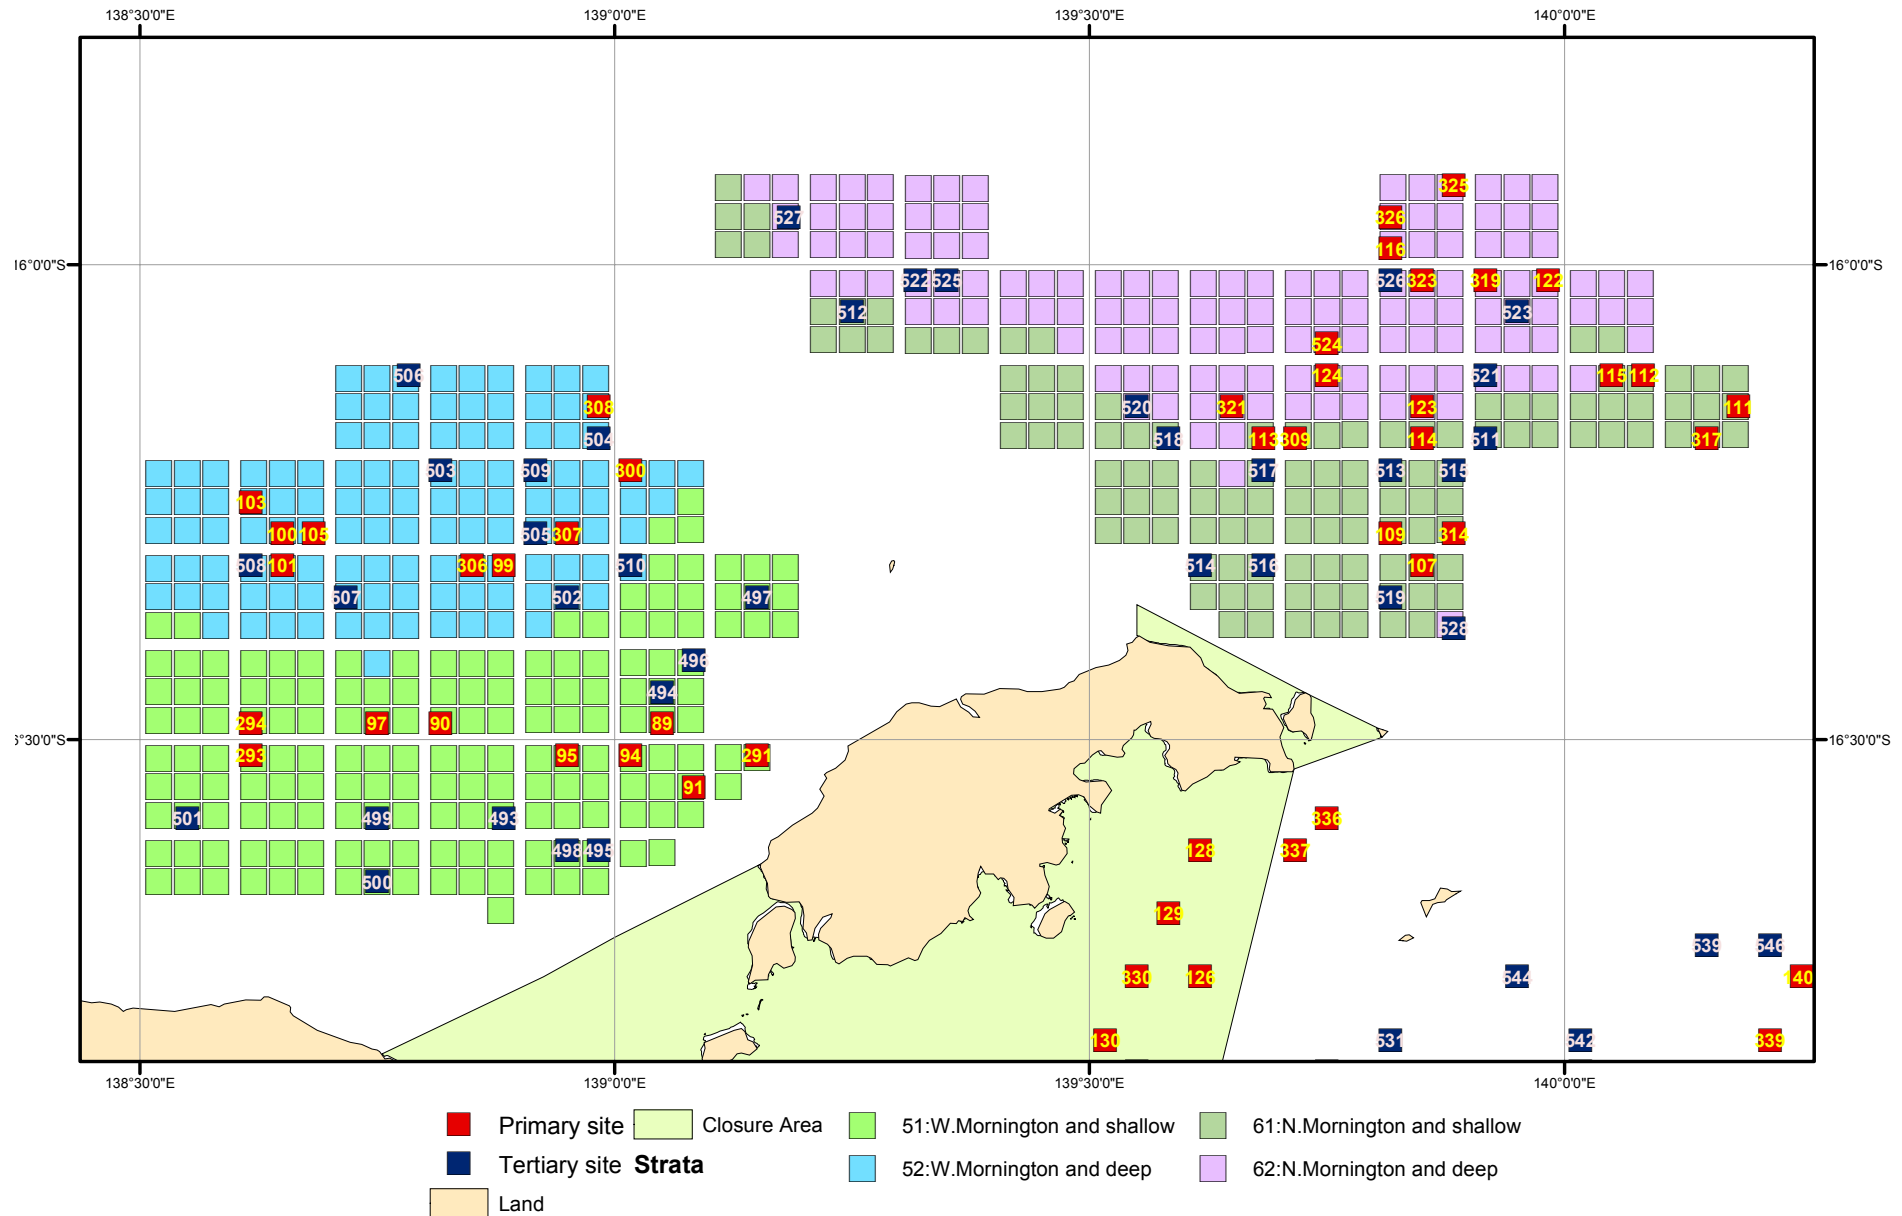 138°30'0"E 139°0'0"E 139°30'0"E 140°0'0"E
325
527 326
116
16°0'0"S 16°0'0"S
522 525 526 323 319 122
512 523
524
506 124 521 115 112
308 520 321 123 111
504 518 113 309 114 511 317
503 509 300 517 513 515
103
100 105 505 307 109 314
508 101 306 99 510 514 516 107
507 502 497 519
528
496
494
294 97 90 89
6°30'0"S 16°30'0"S
293 95 94 291
91
501 499 493 336
498 495 128 337
500
129
539 546
330 126 544 140
130 531 542 339
138°30'0"E 139°0'0"E 139°30'0"E 140°0'0"E
Primary site Closure Area 51:W.Mornington and shallow 61:N.Mornington and shallow
Tertiary site Strata 52:W.Mornington and deep 62:N.Mornington and deep
Land